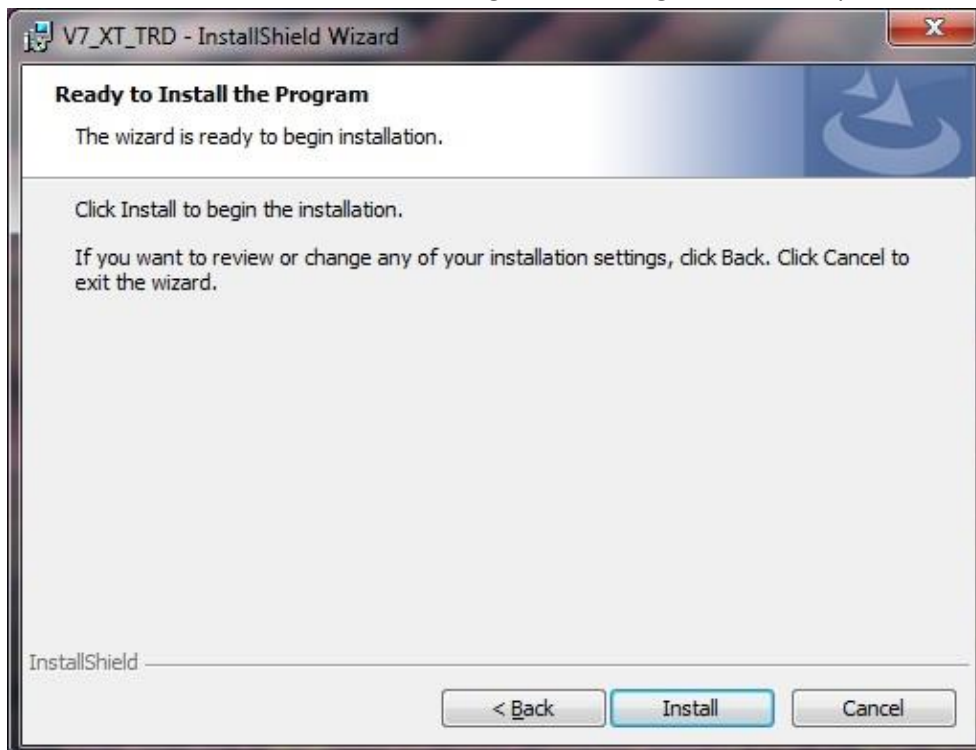 V7_XT_TRD - InstallShield Wizard
Ready to Install the Program
The wizard is ready to begin installation.
Click Install to begin the installation.
If you want to review or change any of your installation settings, click Back. Click Cancel to
exit the wizard.
InstallShield
< Back
Install
Cancel